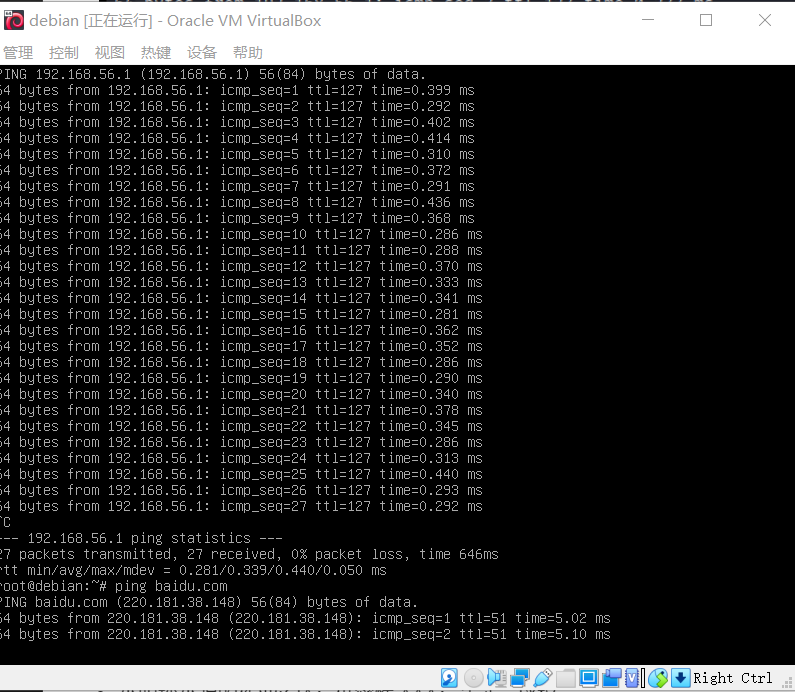 debian [正在运行] - Oracle VM VirtualBox
管理 控制 视图 热键 设备 帮助
PING 192.168.56.1 (192.168.56.1) 56(84) bytes of data.
64 bytes from 192.168.56.1: icmp_seq=1 ttl=127 time=0.399 ms
64 bytes from 192.168.56.1: icmp_seq=2 ttl=127 time=0.292 ms
64 bytes from 192.168.56.1: icmp_seq=3 ttl=127 time=0.402 ms
64 bytes from 192.168.56.1: icmp_seq=4 ttl=127 time=0.414 ms
64 bytes from 192.168.56.1: icmp_seq=5 ttl=127 time=0.310 ms
64 bytes from 192.168.56.1: icmp_seq=6 ttl=127 time=0.372 ms
64 bytes from 192.168.56.1: icmp_seq=7 ttl=127 time=0.291 ms
64 bytes from 192.168.56.1: icmp_seq=8 ttl=127 time=0.436 ms
64 bytes from 192.168.56.1: icmp_seq=9 ttl=127 time=0.368 ms
64 bytes from 192.168.56.1: icmp_seq=10 ttl=127 time=0.286 ms
64 bytes from 192.168.56.1: icmp_seq=11 ttl=127 time=0.288 ms
64 bytes from 192.168.56.1: icmp_seq=12 ttl=127 time=0.370 ms
64 bytes from 192.168.56.1: icmp_seq=13 ttl=127 time=0.333 ms
64 bytes from 192.168.56.1: icmp_seq=14 ttl=127 time=0.341 ms
64 bytes from 192.168.56.1: icmp_seq=15 ttl=127 time=0.281 ms
64 bytes from 192.168.56.1: icmp_seq=16 ttl=127 time=0.362 ms
64 bytes from 192.168.56.1: icmp_seq=17 ttl=127 time=0.352 ms
64 bytes from 192.168.56.1: icmp_seq=18 ttl=127 time=0.286 ms
64 bytes from 192.168.56.1: icmp_seq=19 ttl=127 time=0.290 ms
64 bytes from 192.168.56.1: icmp_seq=20 ttl=127 time=0.340 ms
64 bytes from 192.168.56.1: icmp_seq=21 ttl=127 time=0.378 ms
64 bytes from 192.168.56.1: icmp_seq=22 ttl=127 time=0.345 ms
64 bytes from 192.168.56.1: icmp_seq=23 ttl=127 time=0.286 ms
64 bytes from 192.168.56.1: icmp_seq=24 ttl=127 time=0.313 ms
64 bytes from 192.168.56.1: icmp_seq=25 ttl=127 time=0.440 ms
64 bytes from 192.168.56.1: icmp_seq=26 ttl=127 time=0.293 ms
64 bytes from 192.168.56.1: icmp_seq=27 ttl=127 time=0.292 ms
^C
--- 192.168.56.1 ping statistics ---
27 packets transmitted, 27 received, 0% packet loss, time 646ms
rtt min/avg/max/mdev = 0.281/0.339/0.440/0.050 ms
root@debian:~# ping baidu.com
PING baidu.com (220.181.38.148) 56(84) bytes of data.
64 bytes from 220.181.38.148 (220.181.38.148): icmp_seq=1 ttl=51 time=5.02 ms
64 bytes from 220.181.38.148 (220.181.38.148): icmp_seq=2 ttl=51 time=5.10 ms
Right Ctrl